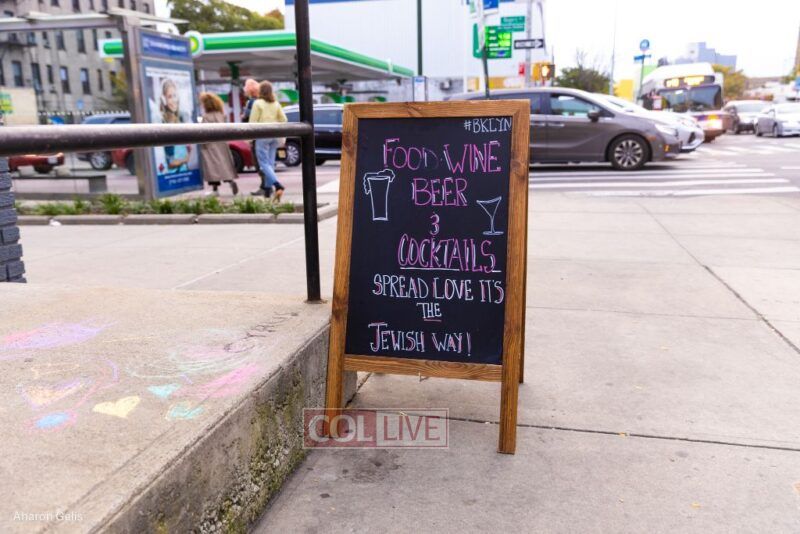 #BKLYN
FOOD WINE
BEER
&
COCKTAILS
SPREAD LOVE IT'S
THE
JEWISH WAY!
COL LIVE
Aharon Gelis